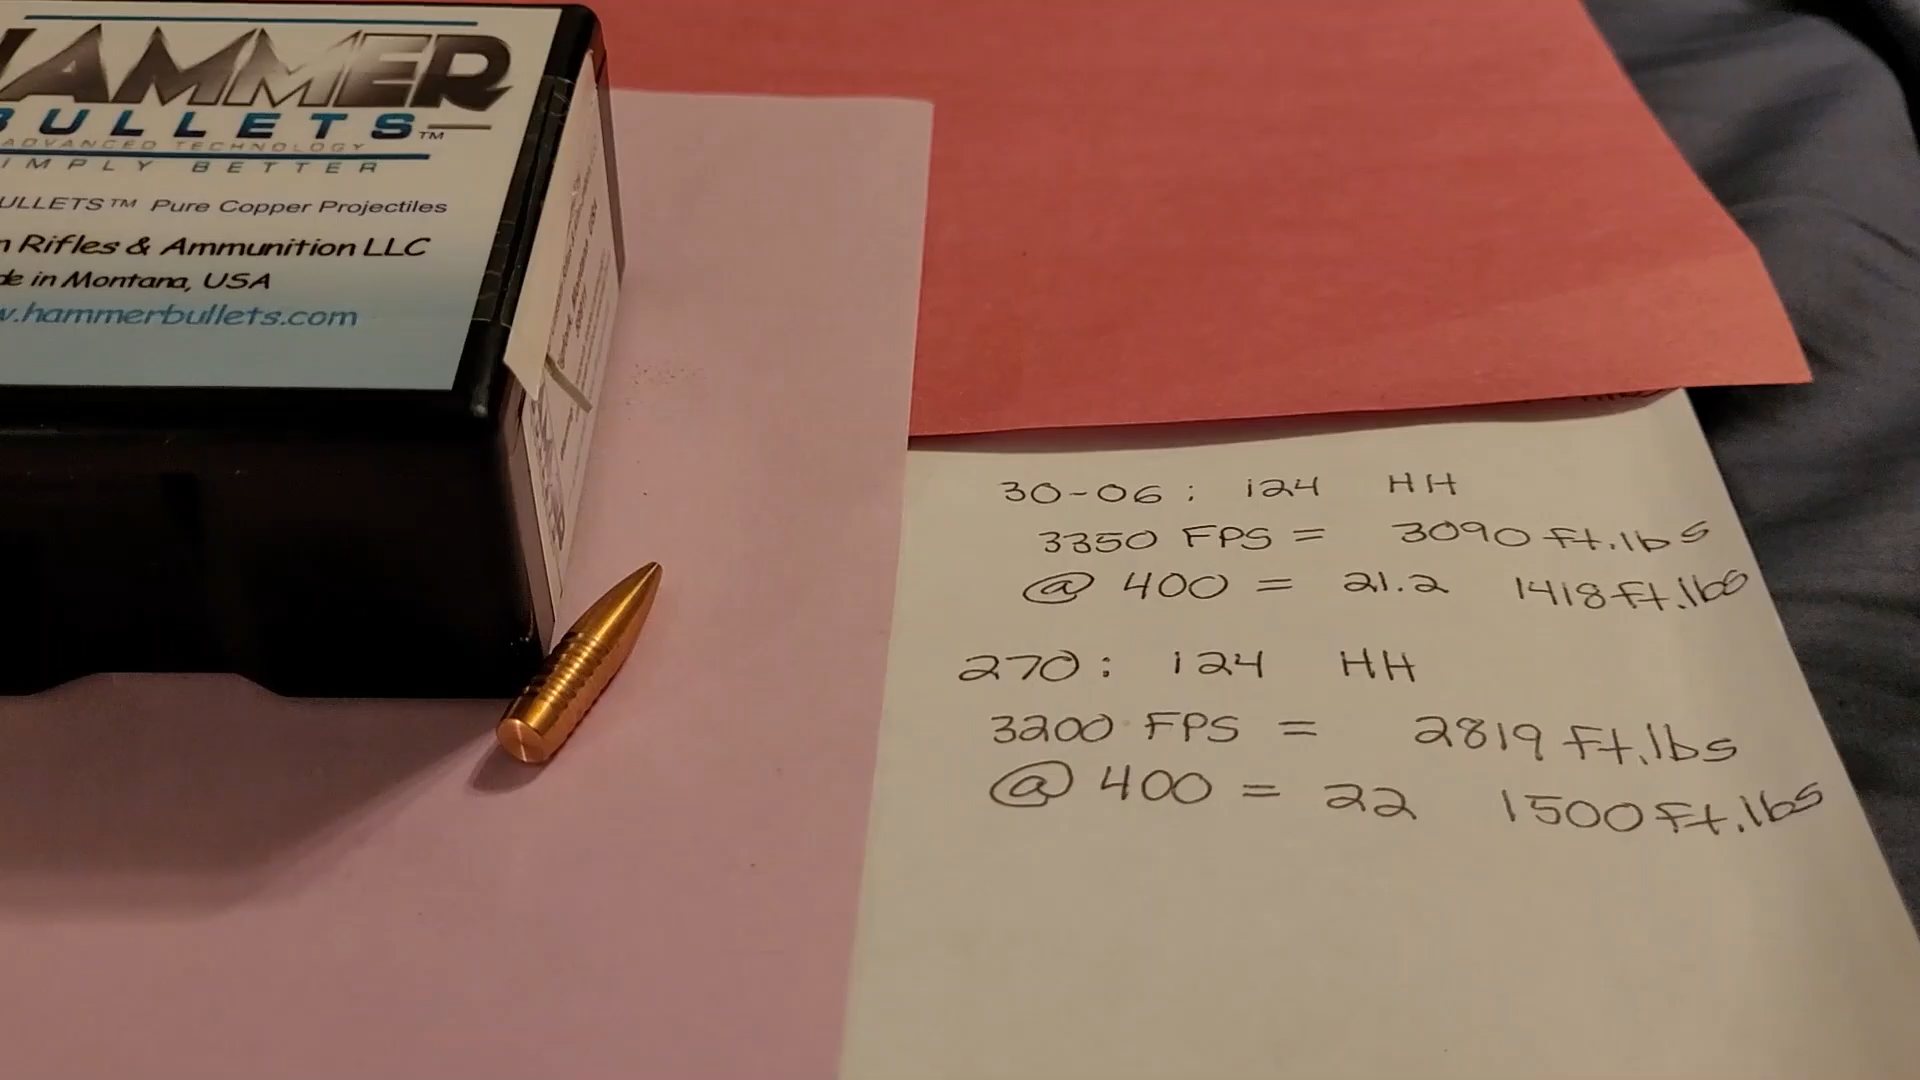 HAMMER
BULLETS™
ADVANCED TECHNOLOGY
IMPLY BETTER
ULLETS™ Pure Copper Projectiles
n Rifles & Ammunition LLC
de in Montana, USA
w.hammerbullets.com
30-06: 124 HH
3350 FPS = 3090 ft.lbs
@ 400 = 21.2 1418 ft.lbs
270: 124 HH
3200 FPS = 2819 ft.lbs
@ 400 = 22 1500 ft.lbs